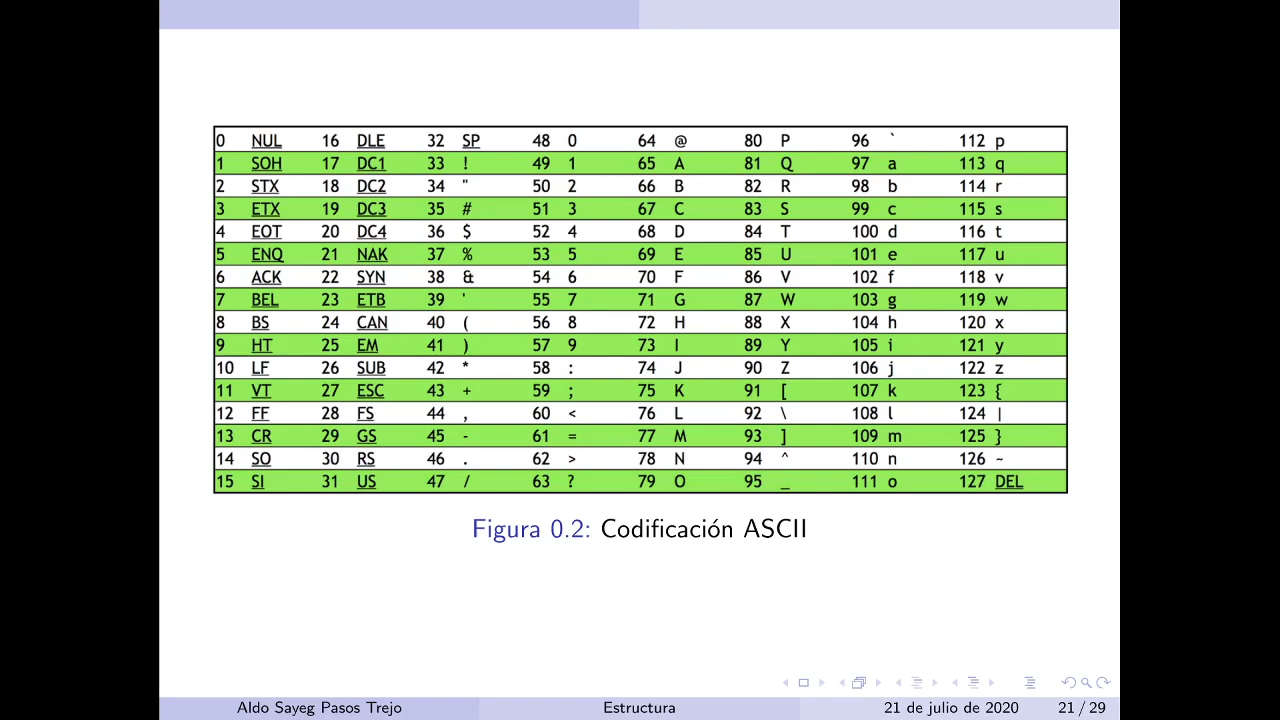 0 NUL 16 DLE 32 SP 48 0 64 @ 80 P 96 ` 112 p
1 SOH 17 DC1 33 ! 49 1 65 A 81 Q 97 a 113 q
2 STX 18 DC2 34 " 50 2 66 B 82 R 98 b 114 r
3 ETX 19 DC3 35 # 51 3 67 C 83 S 99 c 115 s
4 EOT 20 DC4 36 $ 52 4 68 D 84 T 100 d 116 t
5 ENQ 21 NAK 37 % 53 5 69 E 85 U 101 e 117 u
6 ACK 22 SYN 38 & 54 6 70 F 86 V 102 f 118 v
7 BEL 23 ETB 39 ' 55 7 71 G 87 W 103 g 119 w
8 BS 24 CAN 40 ( 56 8 72 H 88 X 104 h 120 x
9 HT 25 EM 41 ) 57 9 73 I 89 Y 105 i 121 y
10 LF 26 SUB 42 * 58 : 74 J 90 Z 106 j 122 z
11 VT 27 ESC 43 + 59 ; 75 K 91 [ 107 k 123 {
12 FF 28 FS 44 , 60 < 76 L 92 \ 108 l 124 |
13 CR 29 GS 45 - 61 = 77 M 93 ] 109 m 125 }
14 SO 30 RS 46 . 62 > 78 N 94 ^ 110 n 126 ~
15 SI 31 US 47 / 63 ? 79 O 95 _ 111 o 127 DEL
Figura 0.2: Codificación ASCII
Aldo Sayeg Pasos Trejo Estructura 21 de julio de 2020 21 / 29